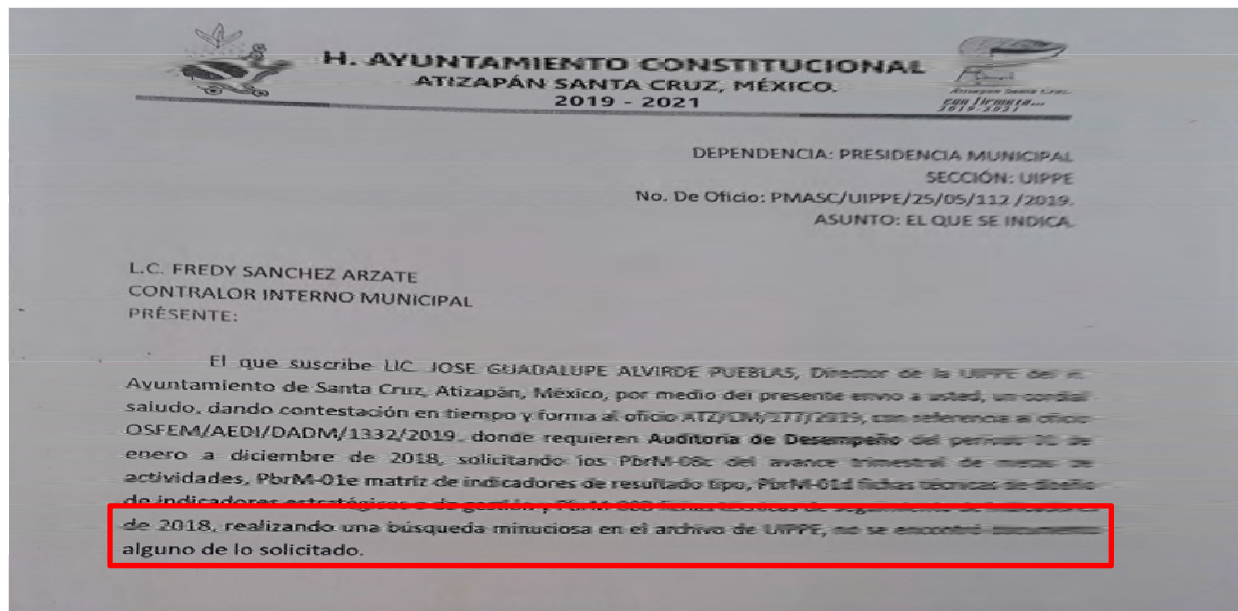 H. AYUNTAMIENTO CONSTITUCIONAL
ATIZAPÁN SANTA CRUZ, MÉXICO.
2019 - 2021
con firmeza...
2019-2021
DEPENDENCIA: PRESIDENCIA MUNICIPAL
SECCIÓN: UIPPE
No. De Oficio: PMASC/UIPPE/25/05/112 /2019.
ASUNTO: EL QUE SE INDICA.
L.C. FREDY SANCHEZ ARZATE
CONTRALOR INTERNO MUNICIPAL
PRÉSENTE:
El que suscribe LIC. JOSE GUADALUPE ALVIRDE PUEBLAS, Director de la UIPPE del H.
Ayuntamiento de Santa Cruz, Atizapán, México, por medio del presente envío a usted, un cordial
saludo, dando contestación en tiempo y forma al oficio ATZ/CIM/177/2019, con referencia al oficio
OSFEM/AEDI/DADM/1332/2019, donde requieren Auditoria de Desempeño del periodo 01 de
enero a diciembre de 2018, solicitando los PbrM-08c del avance trimestral de metas de
actividades, PbrM-01e matriz de indicadores de resultado tipo, PbrM-01d fichas técnicas de diseño
de indicadores estratégicos o de gestión y fichas técnicas de seguimiento de
de 2018, realizando una búsqueda minuciosa en el archivo de UIPPE, no se encontró documento
alguno de lo solicitado.